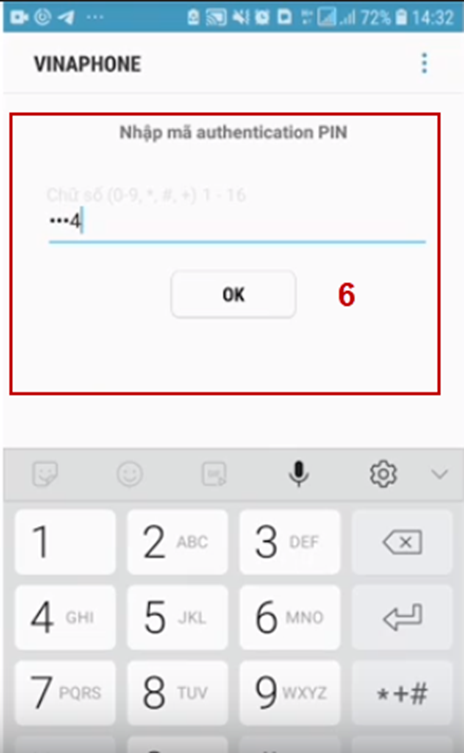 72% 14:32
VINAPHONE
Nhập mã authentication PIN
Chữ số (0-9, *, #, +) 1 - 16
•••4
OK
6
1
2 ABC
3 DEF
4 GHI
5 JKL
6 MNO
7 PQRS
8 TUV
9 WXYZ
*+#